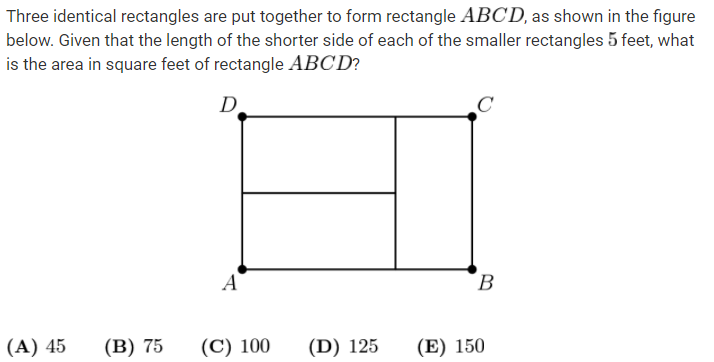 Three identical rectangles are put together to form rectangle ABCD, as shown in the figure
below. Given that the length of the shorter side of each of the smaller rectangles 5 feet, what
is the area in square feet of rectangle ABCD?
D C
A B
(A) 45 (B) 75 (C) 100 (D) 125 (E) 150